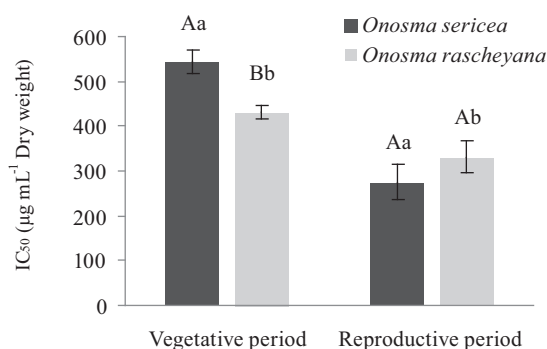 Onosma sericea
Onosma rascheyana
IC₅₀ (µg mL⁻¹ Dry weight)
600
500
400
300
200
100
0
Aa
Bb
Aa
Ab
Vegetative period
Reproductive period